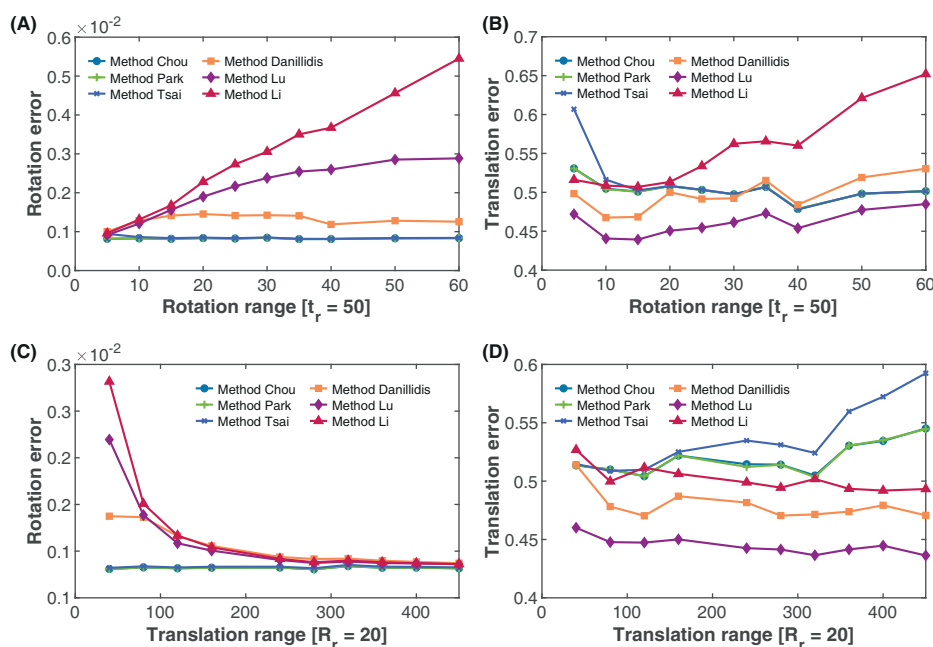 (A)
×10⁻²
0.6
0.5
0.4
0.3
0.2
0.1
0.0
Rotation error
Method Chou
Method Park
Method Tsai
Method Danillidis
Method Lu
Method Li
0 10 20 30 40 50 60
Rotation range [t_r = 50]
(B)
0.7
0.65
0.6
0.55
0.5
0.45
0.4
Translation error
Method Chou
Method Park
Method Tsai
Method Danillidis
Method Lu
Method Li
0 10 20 30 40 50 60
Rotation range [t_r = 50]
(C)
×10⁻²
0.3
0.3
0.2
0.2
0.1
0.1
Rotation error
Method Chou
Method Park
Method Tsai
Method Danillidis
Method Lu
Method Li
0 100 200 300 400
Translation range [R_r = 20]
(D)
0.6
0.55
0.5
0.45
0.4
Translation error
Method Chou
Method Park
Method Tsai
Method Danillidis
Method Lu
Method Li
0 100 200 300 400
Translation range [R_r = 20]